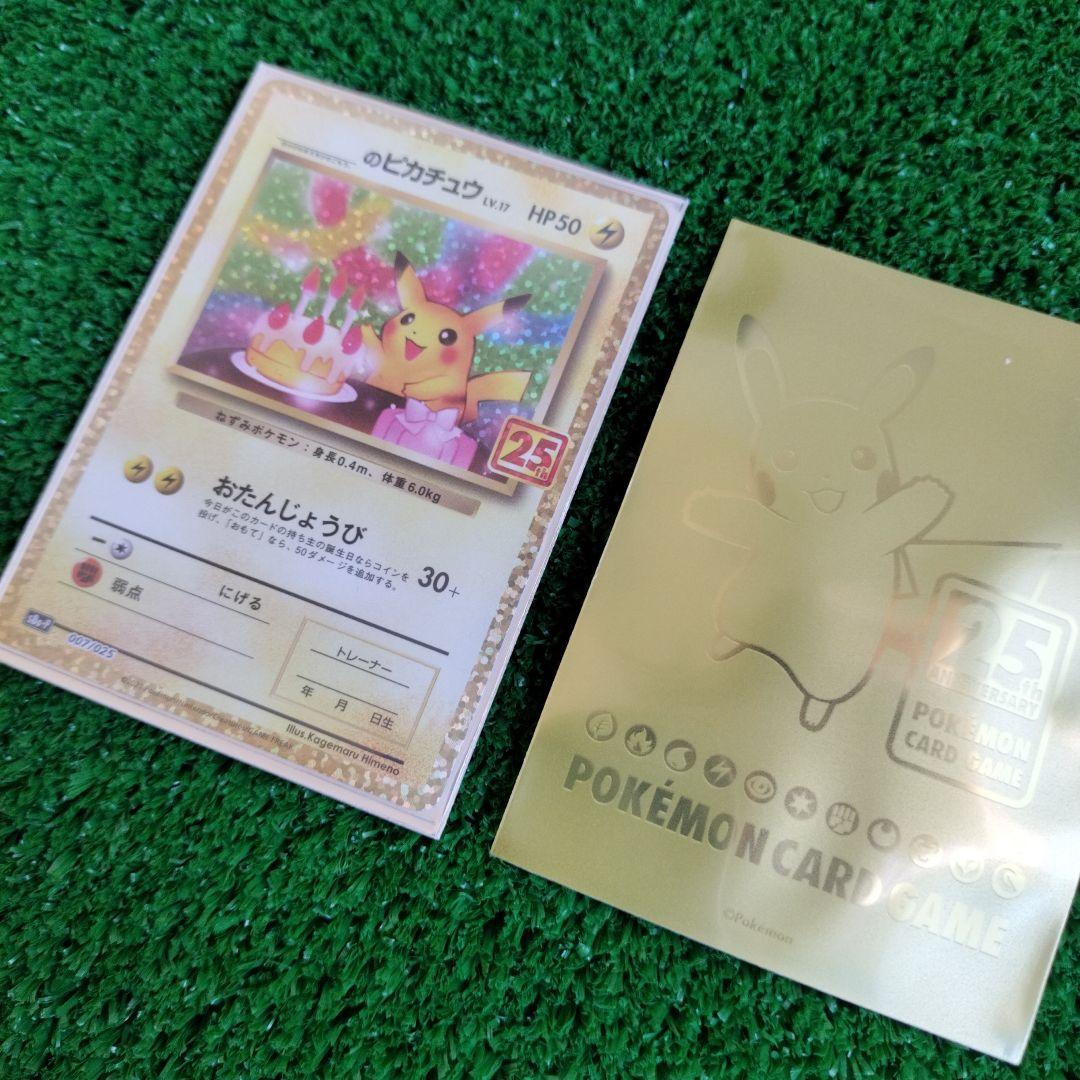 のピカチュウ LV.17 HP50
25th
ねずみポケモン：身長0.4m、体重6.0kg
おたんじょうび
今日がこのカードの持ち主の誕生日ならコインを
投げ、「おもて」なら、50ダメージを追加する。
30+
弱点
にげる
トレーナー
年 月 日生
007/025
GAME FREAK
Illus.Kagemaru Himeno
25th
ANNIVERSARY
POKÉMON
CARD GAME
POKÉMON CARD GAME
©Pokémon